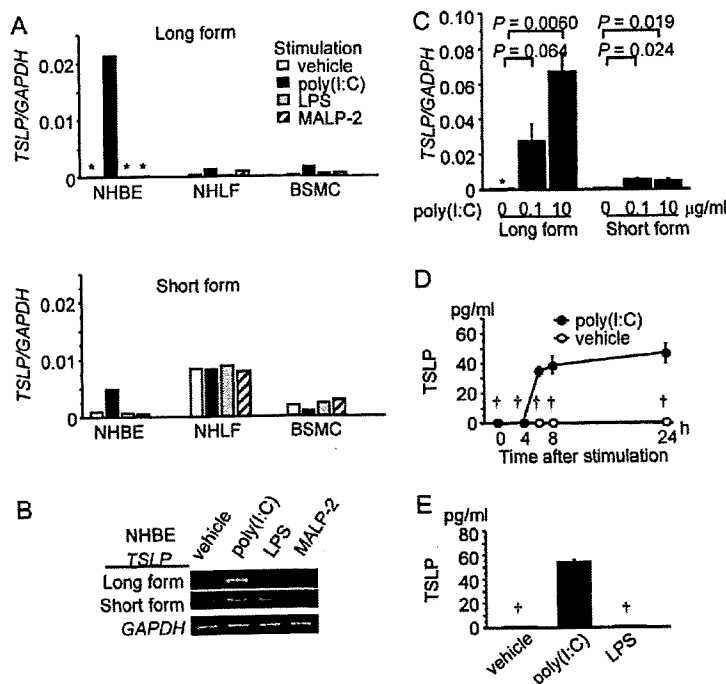 A
Long form
Stimulation
vehicle
poly(I:C)
LPS
MALP-2
TSLP/GAPDH
0.02
0.01
0
* * *
NHBE NHLF BSMC
Short form
TSLP/GAPDH
0.02
0.01
0
NHBE NHLF BSMC
B
NHBE
TSLP
vehicle poly(I:C) LPS MALP-2
Long form
Short form
GAPDH
C
TSLP/GADPH
0.10
0.08
0.06
0.04
0.02
0
P = 0.0060 P = 0.019
P = 0.064 P = 0.024
*
poly(I:C) 0 0.1 10 0 0.1 10 μg/ml
Long form Short form
D
pg/ml
poly(I:C)
vehicle
TSLP
60
40
20
0
† † † † †
0 4 8 24 h
Time after stimulation
E
pg/ml
TSLP
80
60
40
20
0
† †
vehicle poly(I:C) LPS